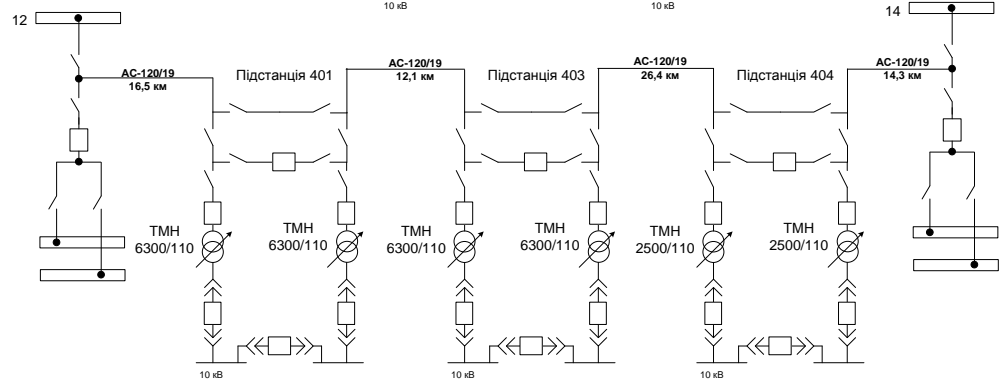 10 кВ
10 кВ
12
14
АС-120/19
16,5 км
Підстанція 401
АС-120/19
12,1 км
Підстанція 403
АС-120/19
26,4 км
Підстанція 404
АС-120/19
14,3 км
ТМН
6300/110
ТМН
6300/110
ТМН
6300/110
ТМН
6300/110
ТМН
2500/110
ТМН
2500/110
10 кВ
10 кВ
10 кВ